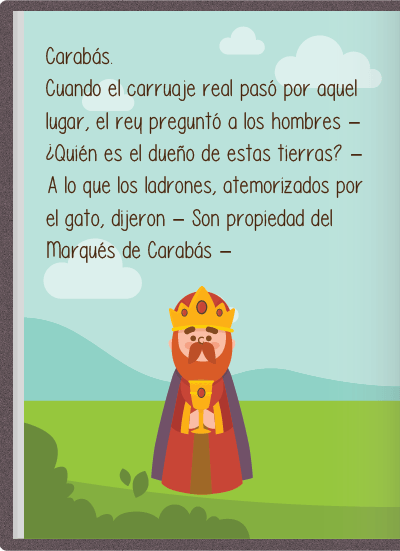 Carabás.
Cuando el carruaje real pasó por aquel
lugar, el rey preguntó a los hombres –
¿Quién es el dueño de estas tierras? –
A lo que los ladrones, atemorizados por
el gato, dijeron – Son propiedad del
Marqués de Carabás –